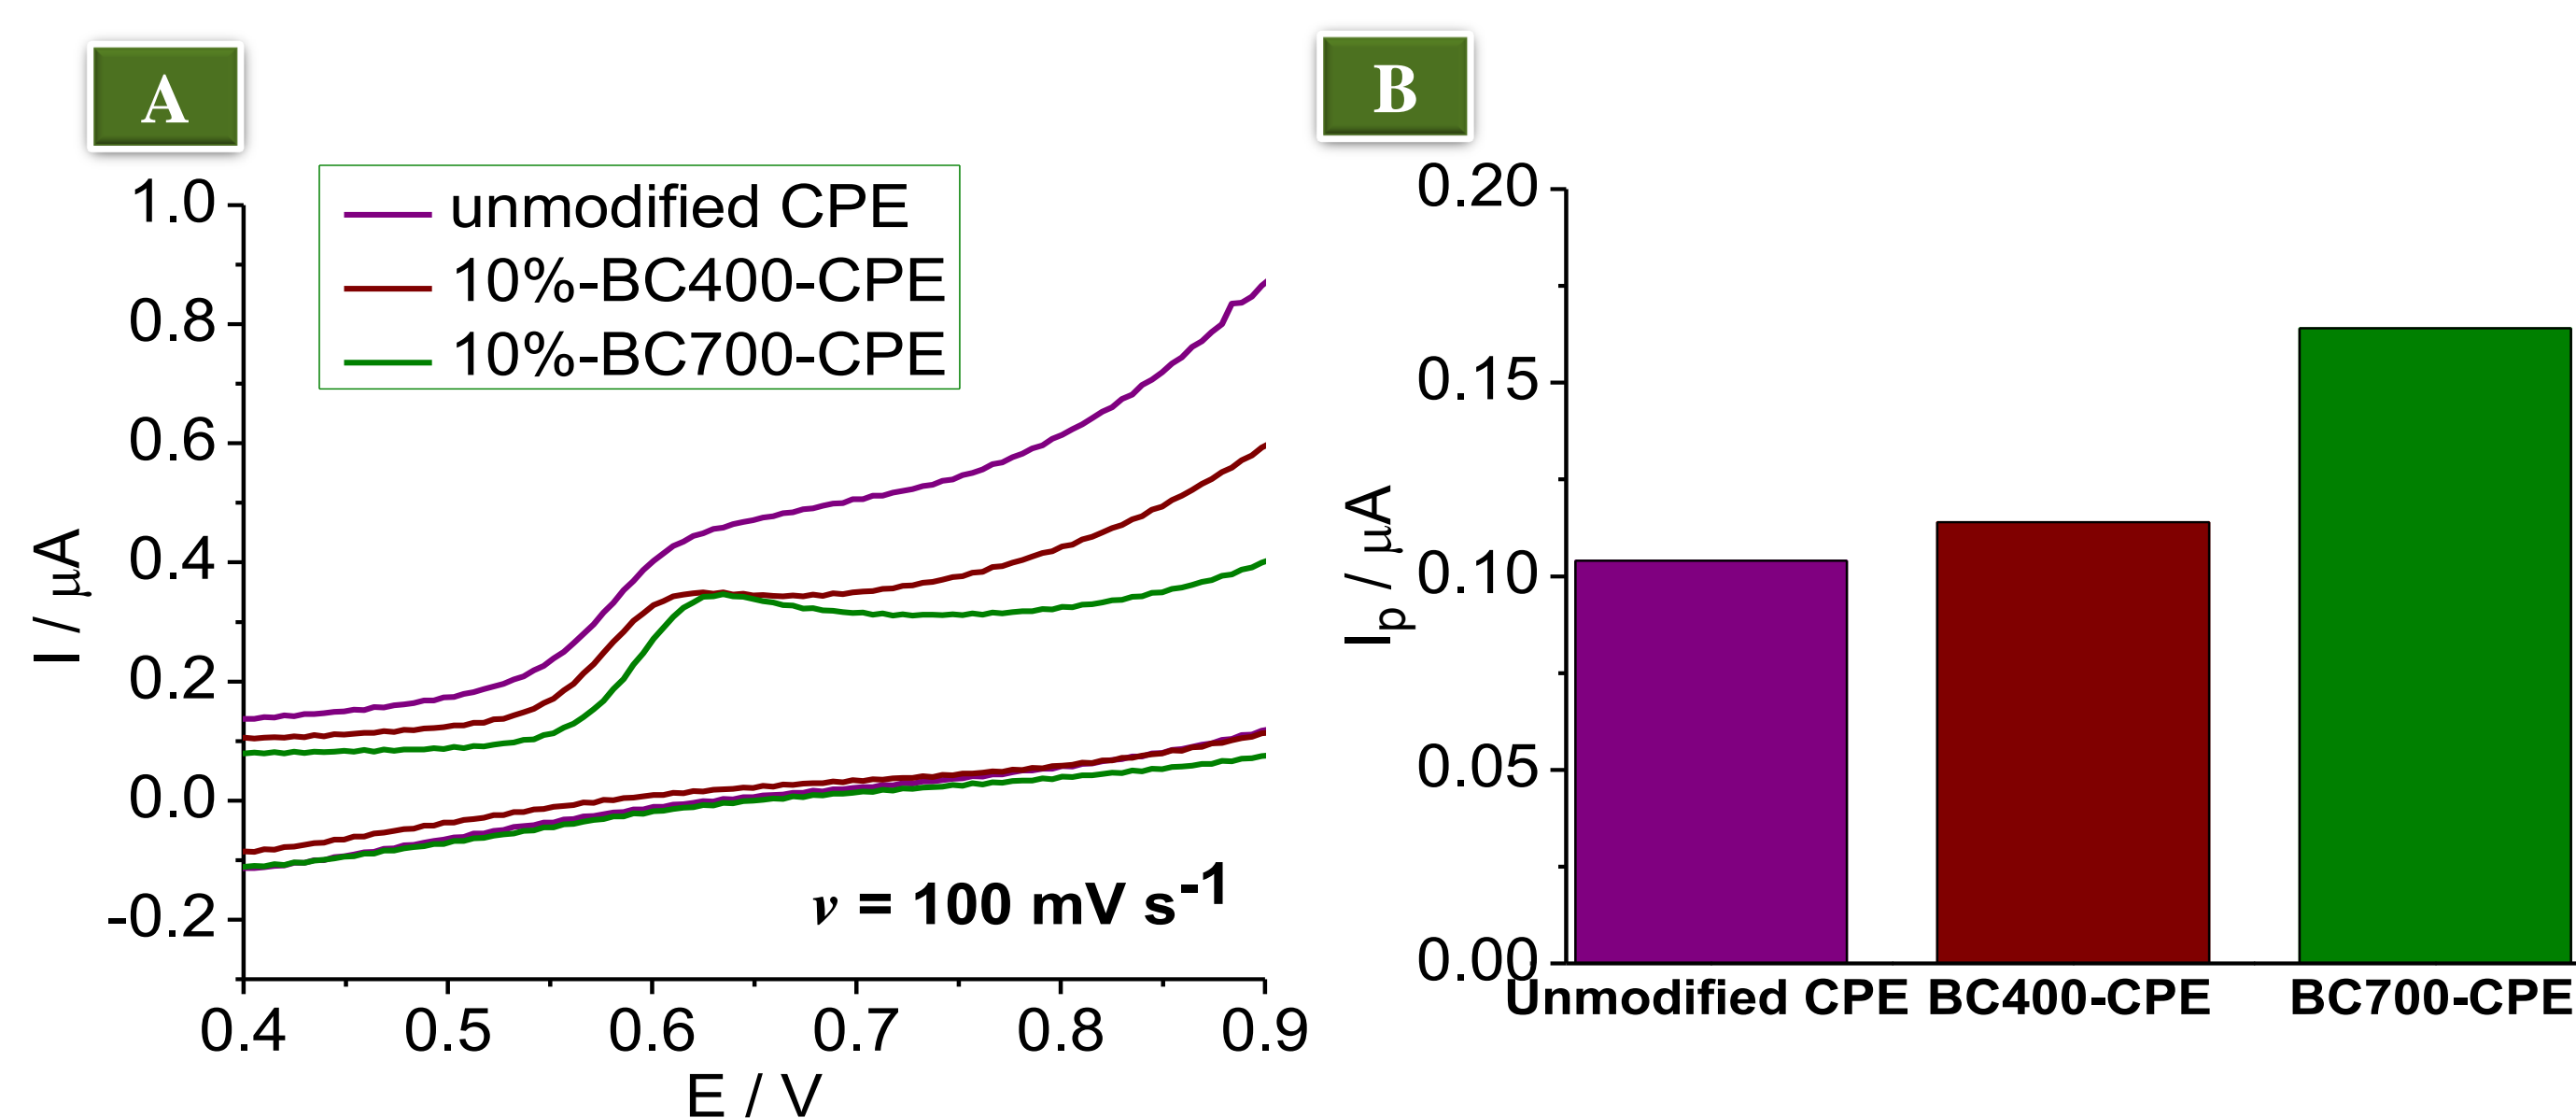 A
unmodified CPE
10%-BC400-CPE
10%-BC700-CPE
1.0
0.8
0.6
0.4
0.2
0.0
-0.2
I / μA
ν = 100 mV s-1
0.4 0.5 0.6 0.7 0.8 0.9
E / V
B
0.20
0.15
0.10
0.05
0.00
Ip / μA
Unmodified CPE BC400-CPE BC700-CPE